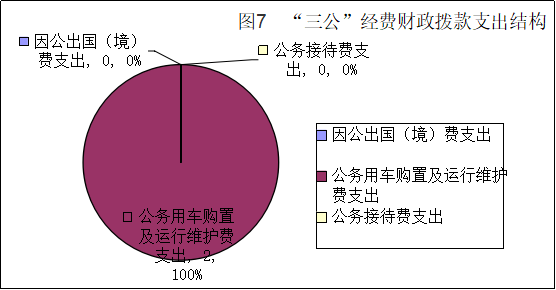 图7 “三公”经费财政拨款支出结构
因公出国（境）
费支出, 0, 0%
公务接待费支
出, 0, 0%
公务用车购置
及运行维护费
支出, 2,
100%
因公出国（境）费支出
公务用车购置及运行维护
费支出
公务接待费支出